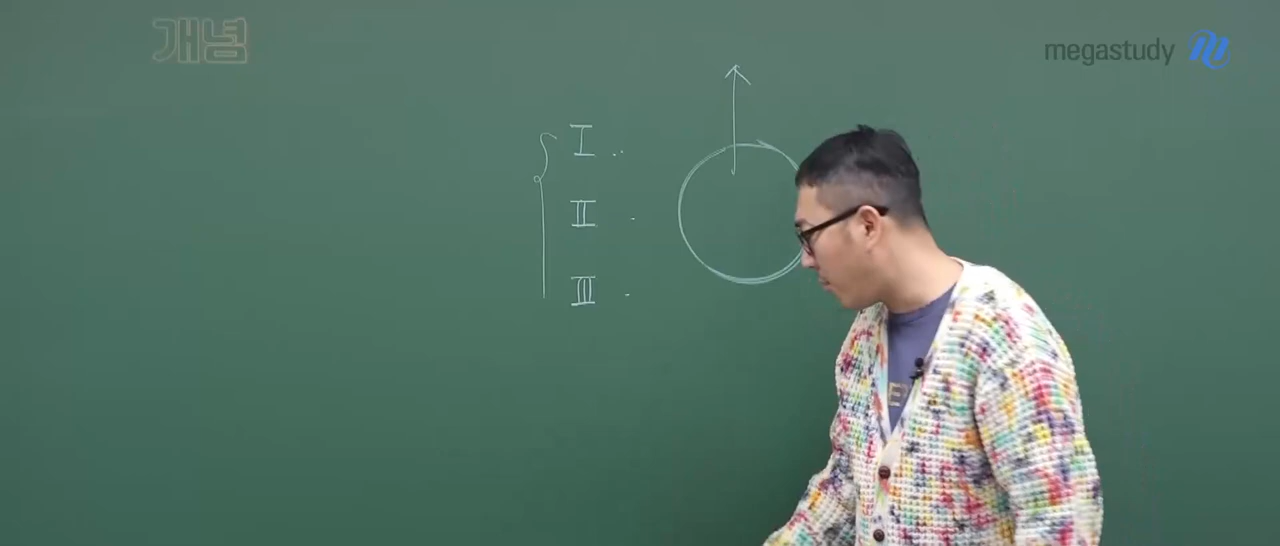 개념
megastudy M
I ..
II .
III .
E